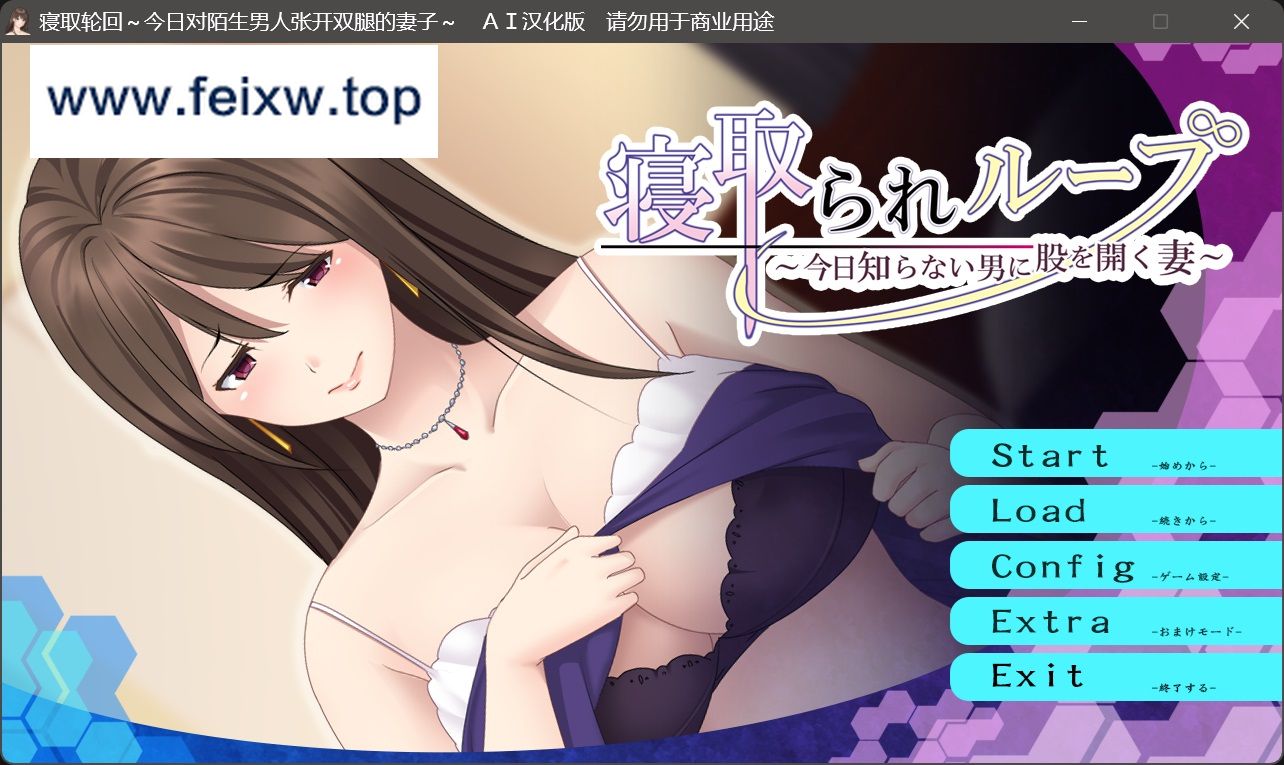 寝取轮回～今日对陌生男人张开双腿的妻子～　ＡＩ汉化版　请勿用于商业用途
www.feixw.top
寝取られループ
～今日知らない男に股を開く妻～
Start -始めから-
Load -続きから-
Config -ゲーム設定-
Extra -おまけモード-
Exit -終了する-